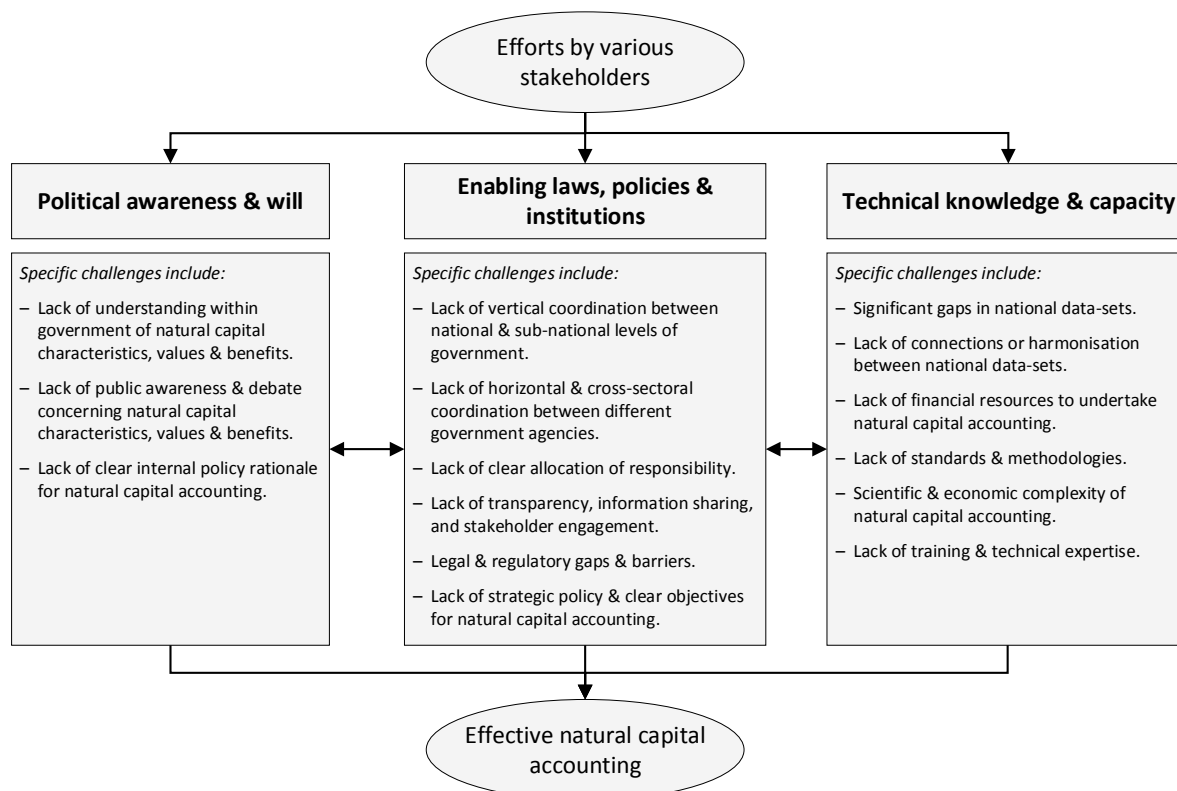 Efforts by various
stakeholders
Political awareness & will
Specific challenges include:
– Lack of understanding within
government of natural capital
characteristics, values & benefits.
– Lack of public awareness & debate
concerning natural capital
characteristics, values & benefits.
– Lack of clear internal policy rationale
for natural capital accounting.
Enabling laws, policies &
institutions
Specific challenges include:
– Lack of vertical coordination between
national & sub-national levels of
government.
– Lack of horizontal & cross-sectoral
coordination between different
government agencies.
– Lack of clear allocation of responsibility.
– Lack of transparency, information sharing,
and stakeholder engagement.
– Legal & regulatory gaps & barriers.
– Lack of strategic policy & clear objectives
for natural capital accounting.
Technical knowledge & capacity
Specific challenges include:
– Significant gaps in national data-sets.
– Lack of connections or harmonisation
between national data-sets.
– Lack of financial resources to undertake
natural capital accounting.
– Lack of standards & methodologies.
– Scientific & economic complexity of
natural capital accounting.
– Lack of training & technical expertise.
Effective natural capital
accounting